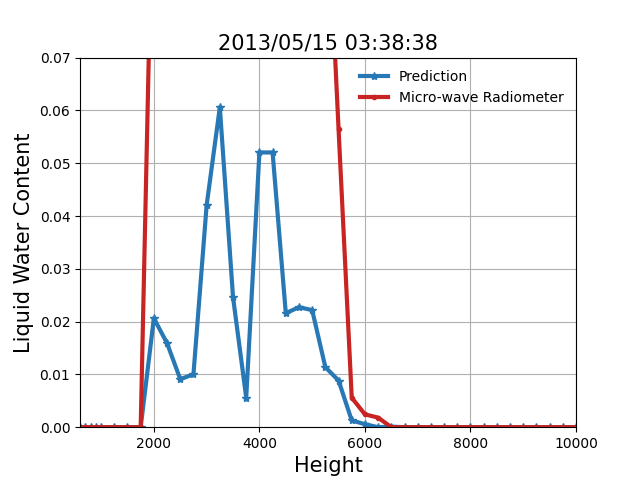 2013/05/15 03:38:38
Prediction
Micro-wave Radiometer
Liquid Water Content
0.07
0.06
0.05
0.04
0.03
0.02
0.01
0.00
2000 4000 6000 8000 10000
Height